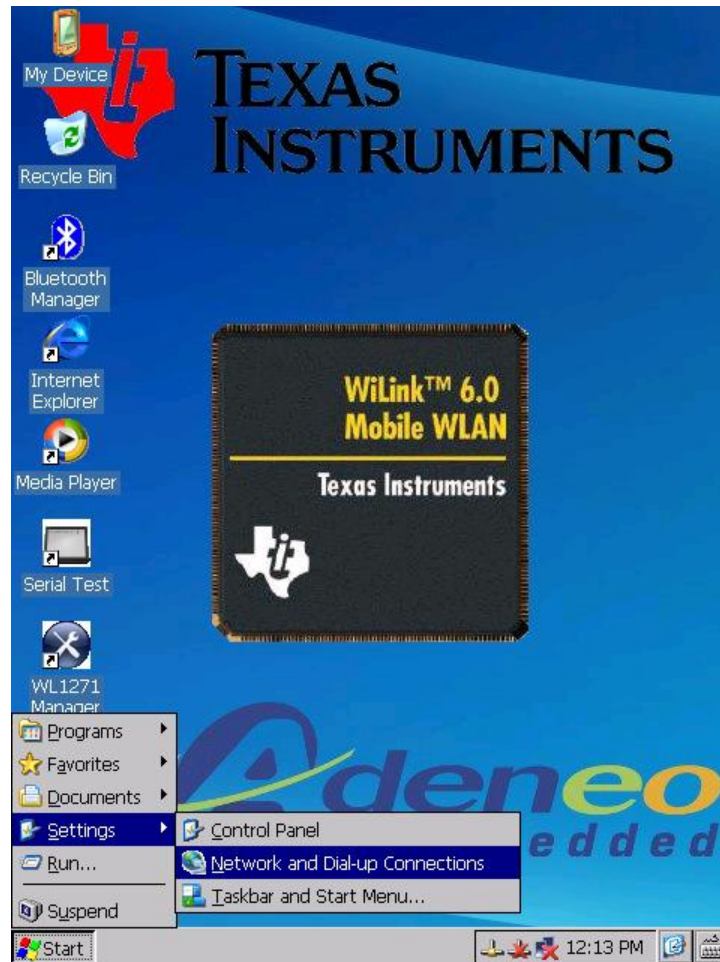 My Device
TEXAS
INSTRUMENTS
Recycle Bin
Bluetooth
Manager
Internet
Explorer
WiLink™ 6.0
Mobile WLAN
Texas Instruments
Media Player
Serial Test
WL1271
Manager
Programs
Favorites
Documents
Settings
Run...
Suspend
Control Panel
Network and Dial-up Connections
Taskbar and Start Menu...
Adeneo
edded
Start
12:13 PM